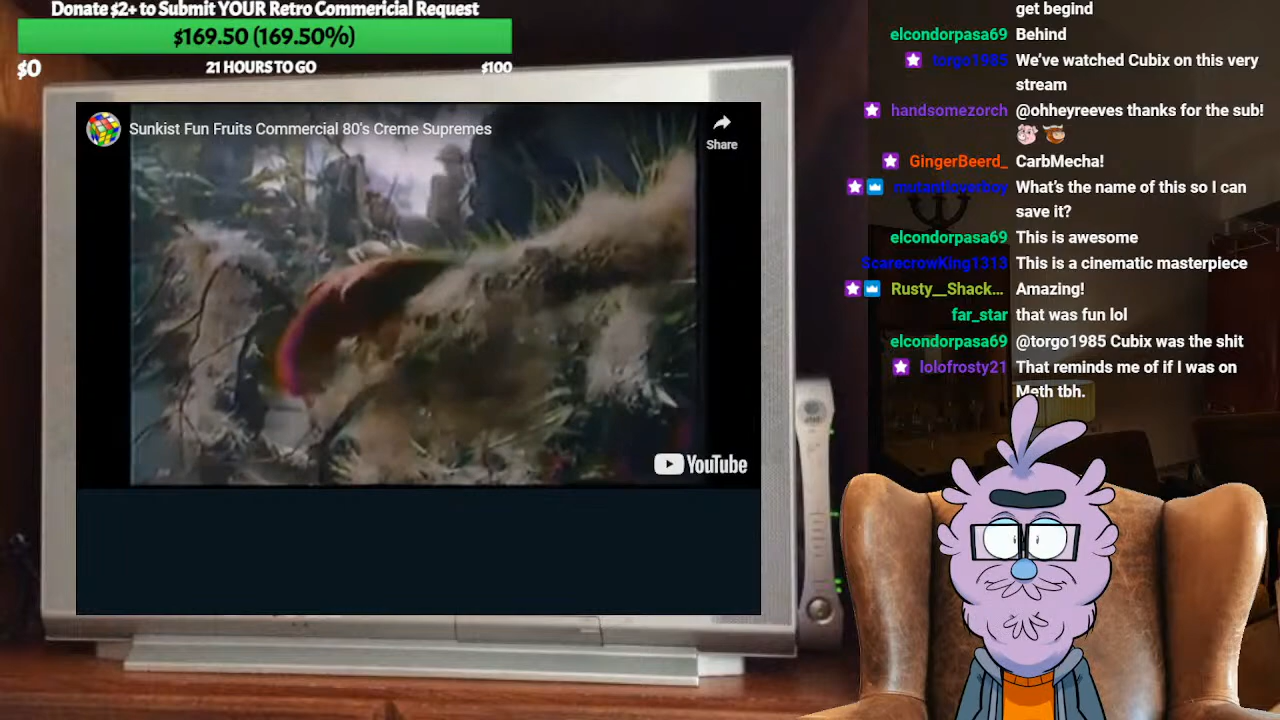 Donate $2+ to Submit YOUR Retro Commericial Request
$169.50 (169.50%)
$0
21 HOURS TO GO
$100
Sunkist Fun Fruits Commercial 80's Creme Supremes
Share
YouTube
get begind
elcondorpasa69 Behind
torgo1985 We've watched Cubix on this very
stream
handsomezorch @ohheyreeves thanks for the sub!
GingerBeerd_ CarbMecha!
mutantloverboy What's the name of this so I can
save it?
elcondorpasa69 This is awesome
ScarecrowKing1313 This is a cinematic masterpiece
Rusty__Shack... Amazing!
far_star that was fun lol
elcondorpasa69 @torgo1985 Cubix was the shit
lolofrosty21 That reminds me of if I was on
Meth tbh.